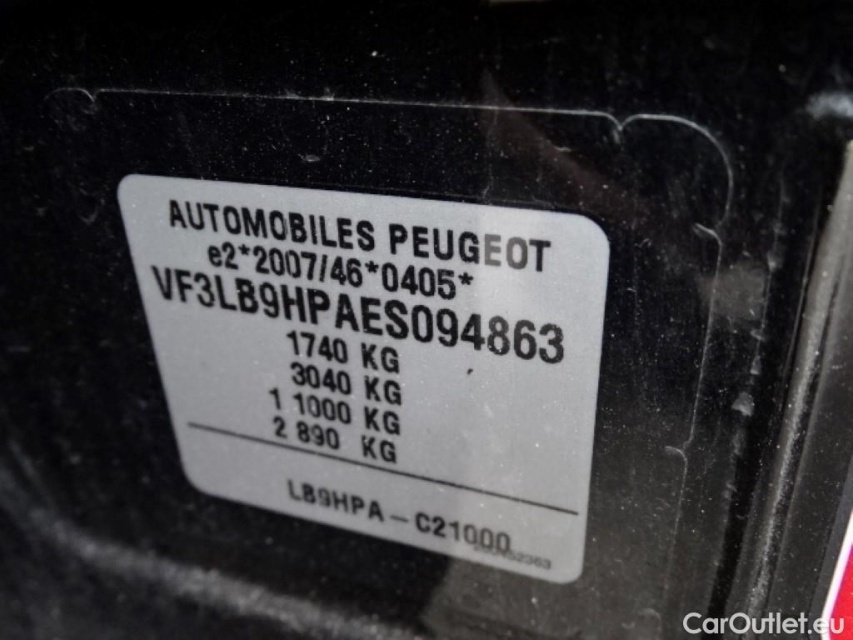 AUTOMOBILES PEUGEOT
e2*2007/46*0405*
VF3LB9HPAES094863
1740 KG
3040 KG
1 1000 KG
2 890 KG
LB9HPA – C21000
CarOutlet.eu